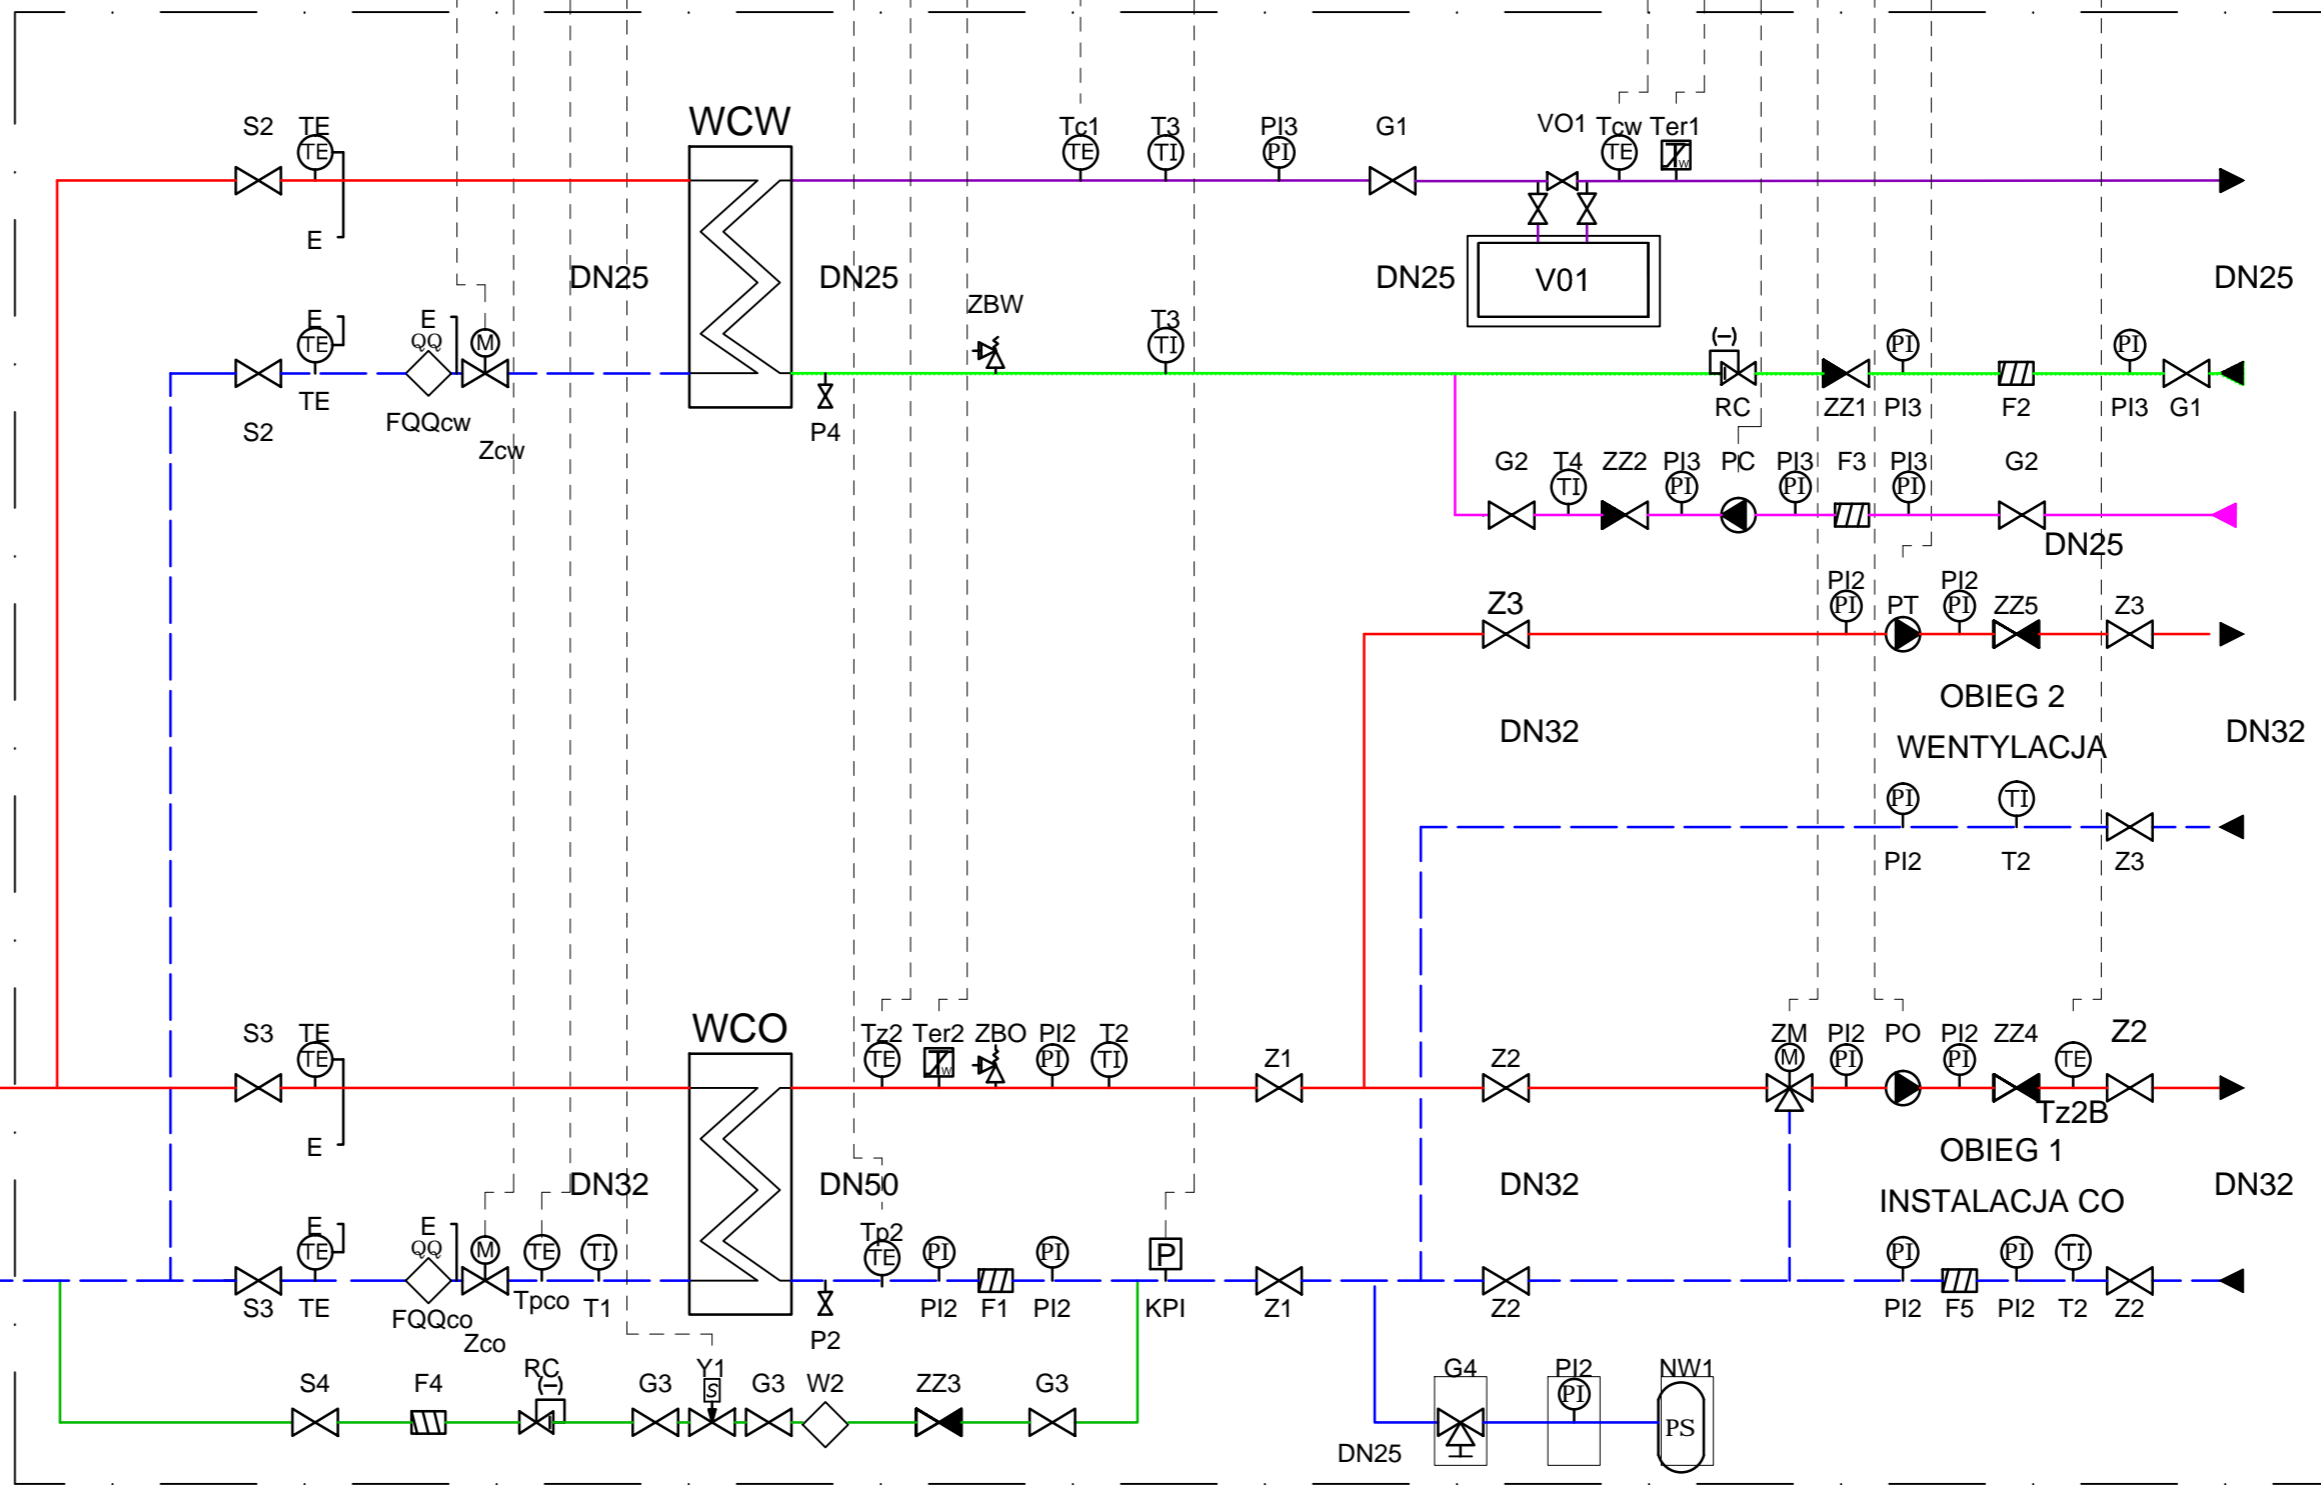 WCW
S2 TE Tc1 T3 PI3 G1 VO1 Tcw Ter1
TE TE TI PI TE Tw
E
DN25 DN25 DN25 V01 DN25
E E ZBW T3 (-)
TE QQ M TI PI PI
TE P4 RC ZZ1 PI3 F2 PI3 G1
S2 FQQcw Zcw
G2 T4 ZZ2 PI3 PC PI3 F3 PI3 G2
TI PI PI PI
DN25
Z3 PI2 PT PI2 ZZ5 Z3
PI PI
OBIEG 2
DN32 DN32
WENTYLACJA
PI TI
PI2 T2 Z3
WCO
S3 TE Tz2 Ter2 ZBO PI2 T2 Z1 Z2 ZM PI2 PO PI2 ZZ4 Z2
TE TE Tw PI TI M PI PI TE
Tz2B
E OBIEG 1
DN32 DN50 DN32 DN32
INSTALACJA CO
E E Tp2
TE QQ M TE TI TE PI PI P PI PI TI
S3 TE FQQco Zco Tpco T1 P2 PI2 F1 PI2 KPI Z1 Z2 PI2 F5 PI2 T2 Z2
S4 F4 RC G3 Y1 G3 W2 ZZ3 G3 G4 PI2 NW1
(-) S PI
PS
DN25